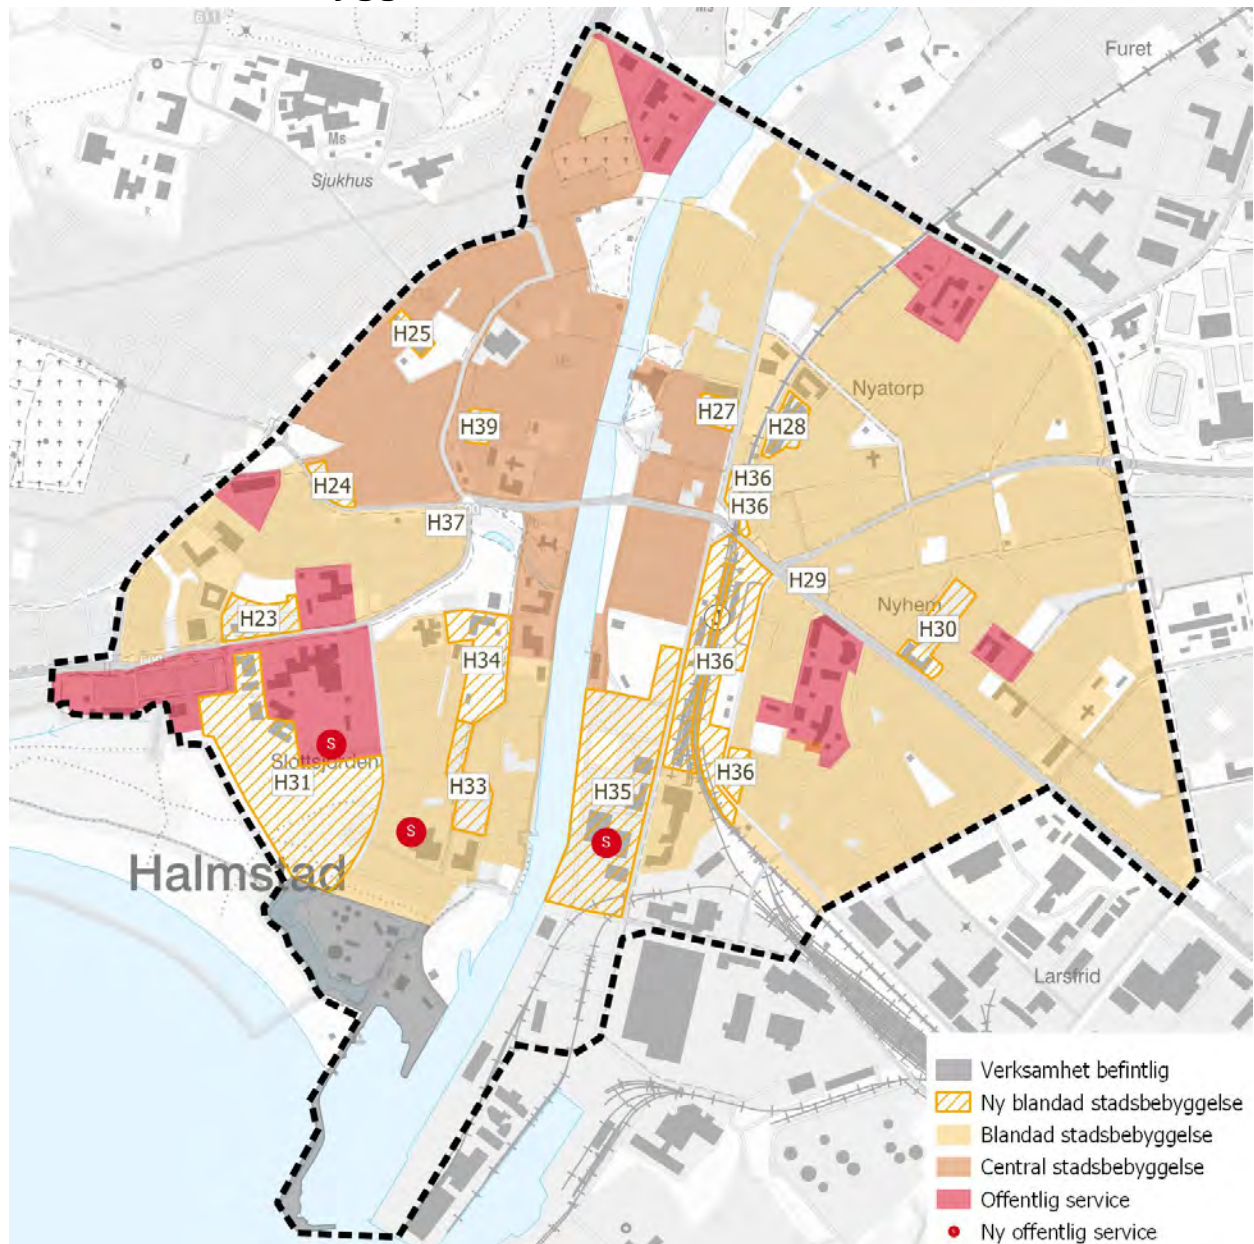 611
Ms
Furet
Ms
Sjukhus
H25
Nyatorp
H27
H28
H39
H36
H24
H36
H37
H29
H23
Nyhem
H30
H34
H36
Slottsjorden
H31
H33
H35
H36
Halmstad
Larsfrid
Verksamhet befintlig
Ny blandad stadsbebyggelse
Blandad stadsbebyggelse
Central stadsbebyggelse
Offentlig service
S Ny offentlig service
S
S
S